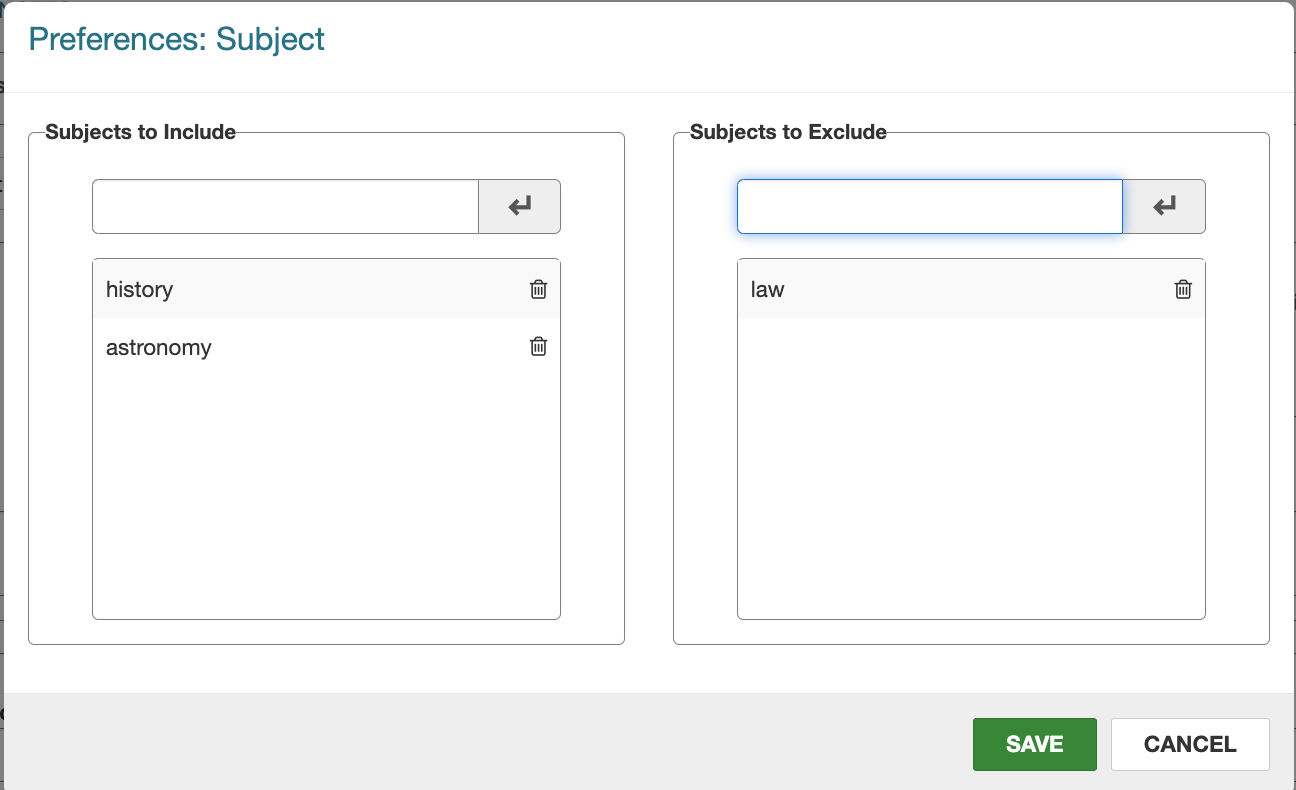 Preferences: Subject
Subjects to Include
history
astronomy
Subjects to Exclude
law
SAVE
CANCEL